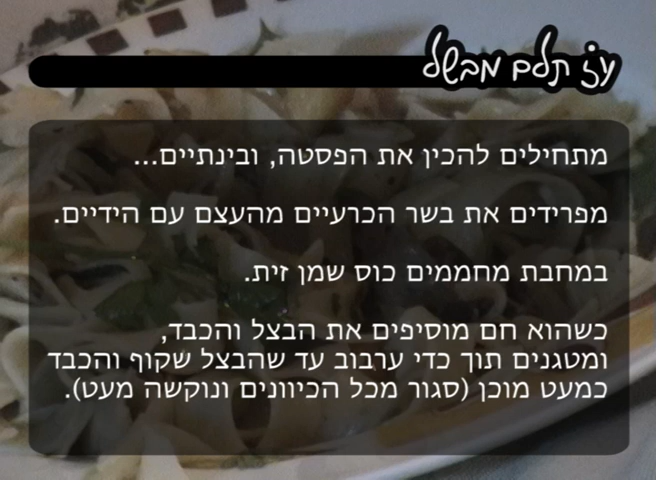 עז תלם מבשל
מתחילים להכין את הפסטה, ובינתיים...
מפרידים את בשר הכרעיים מהעצם עם הידיים.
במחבת מחממים כוס שמן זית.
כשהוא חם מוסיפים את הבצל והכבד,
ומטגנים תוך כדי ערבוב עד שהבצל שקוף והכבד
כמעט מוכן (סגור מכל הכיוונים ונוקשה מעט).